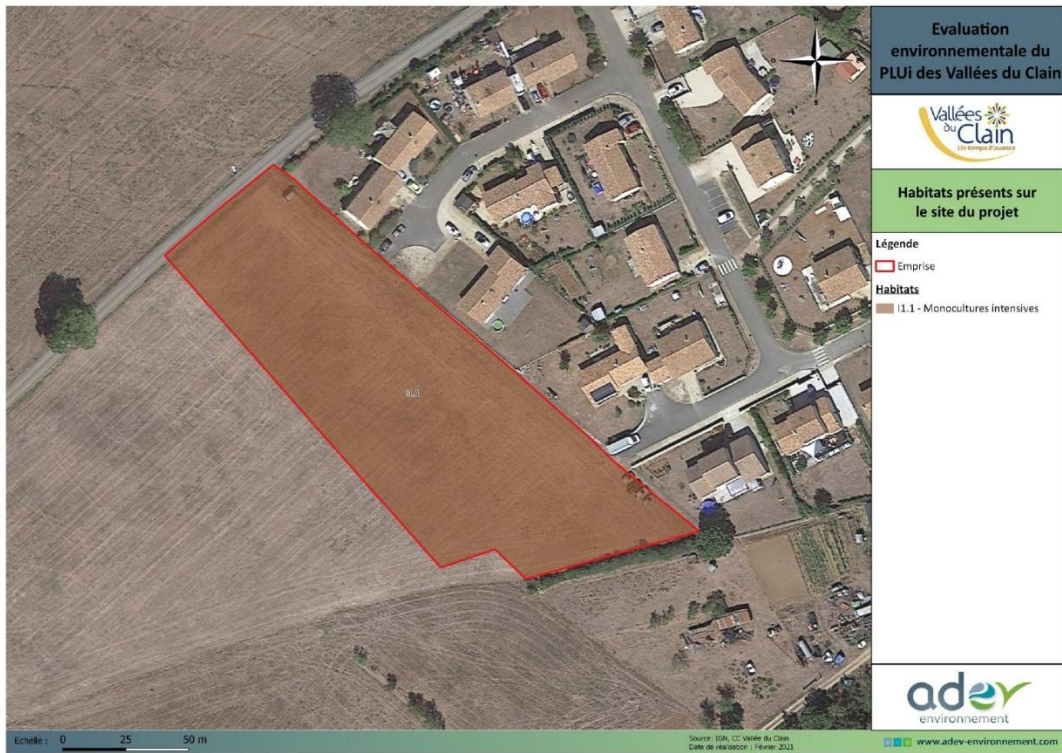 Evaluation
environnementale du
PLUi des Vallées du Clain
Vallées
du Clain
Un temps d'avance
Habitats présents sur
le site du projet
Légende
Emprise
Habitats
I1.1 - Monocultures intensives
N
O
E
S
I1.1
Echelle : 0 25 50 m
Source: IGN, CC Vallée du Clain
Date de réalisation : Février 2021
adev
environnement
www.adev-environnement.com